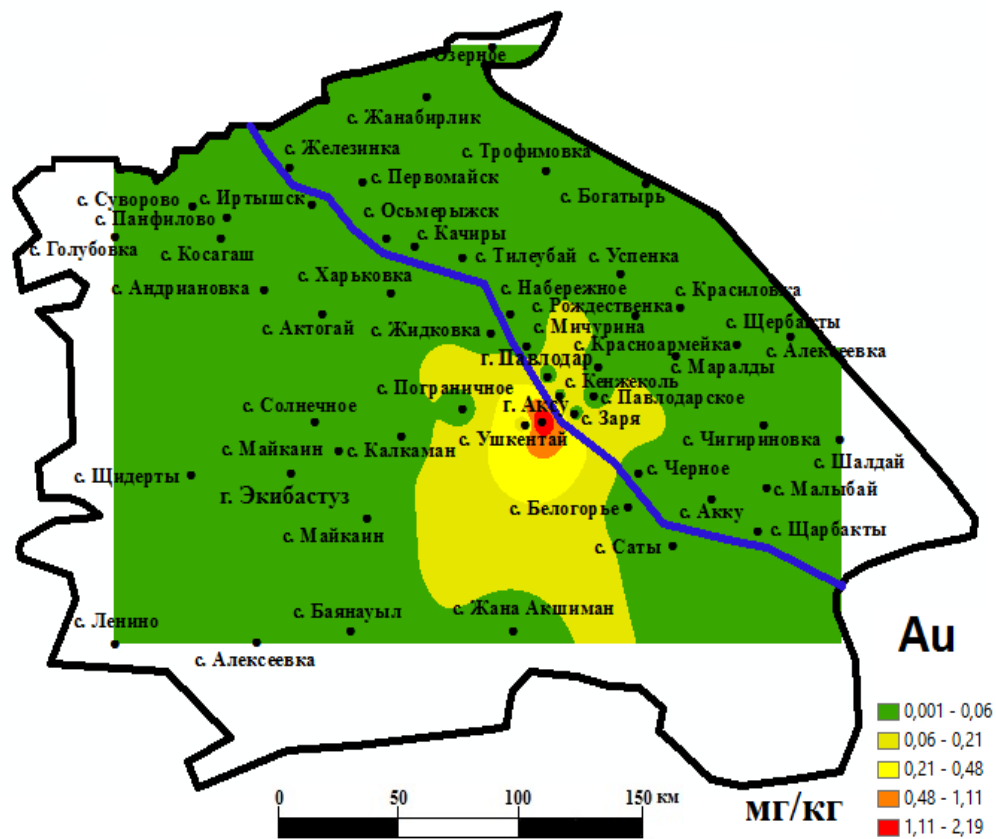 с. Озерное
с. Жанабирлик
с. Железинка
с. Трофимовка
с. Первомайск
с. Богатырь
с. Суворово
с. Иртышск
с. Панфилово
с. Осьмерыжск
с. Качиры
с. Голубовка
с. Косагаш
с. Тилеубай
с. Успенка
с. Харьковка
с. Андриановка
с. Набережное
с. Красиловка
с. Рождественка
с. Актогай
с. Жидковка
с. Мичурина
с. Щербакты
с. Красноармейка
с. Алексеевка
г. Павлодар
с. Маралды
с. Пограничное
с. Кенжеколь
с. Павлодарское
с. Солнечное
г. Аксу
с. Заря
с. Ушкентай
с. Чигириновка
с. Майкаин
с. Калкаман
с. Шалдай
с. Щидерты
с. Черное
с. Малыбай
г. Экибастуз
с. Белогорье
с. Акку
с. Майкаин
с. Щарбакты
с. Саты
с. Баянауыл
с. Жана Акшиман
с. Ленино
с. Алексеевка
Au
0,001 - 0,06
0,06 - 0,21
0,21 - 0,48
0,48 - 1,11
1,11 - 2,19
0 50 100 150 км
мг/кг